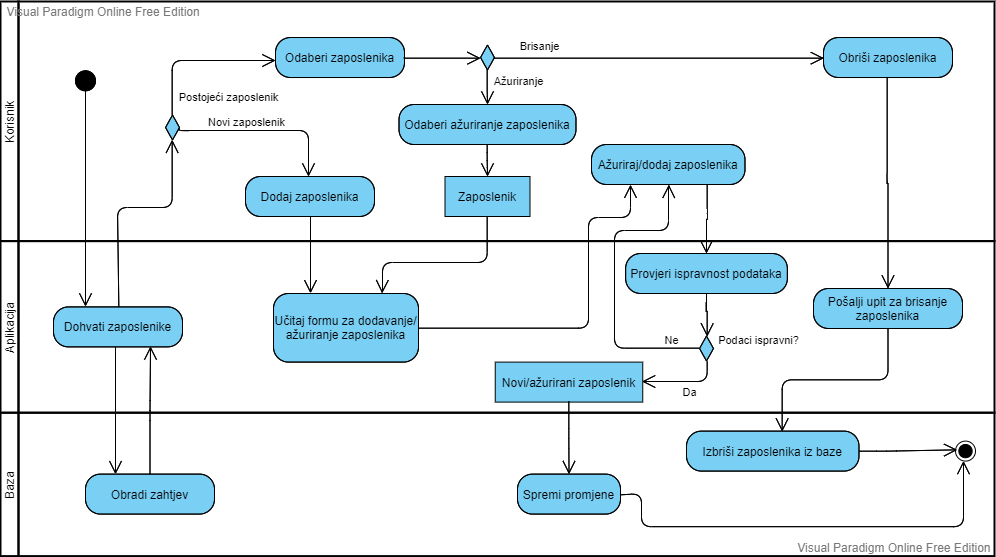 Visual Paradigm Online Free Edition
Korisnik
Odaberi zaposlenika
Brisanje
Obriši zaposlenika
Ažuriranje
Postojeći zaposlenik
Novi zaposlenik
Odaberi ažuriranje zaposlenika
Ažuriraj/dodaj zaposlenika
Dodaj zaposlenika
Zaposlenik
Aplikacija
Provjeri ispravnost podataka
Dohvati zaposlenike
Učitaj formu za dodavanje/
ažuriranje zaposlenika
Pošalji upit za brisanje
zaposlenika
Ne
Podaci ispravni?
Novi/ažurirani zaposlenik
Da
Baza
Izbriši zaposlenika iz baze
Obradi zahtjev
Spremi promjene
Visual Paradigm Online Free Edition